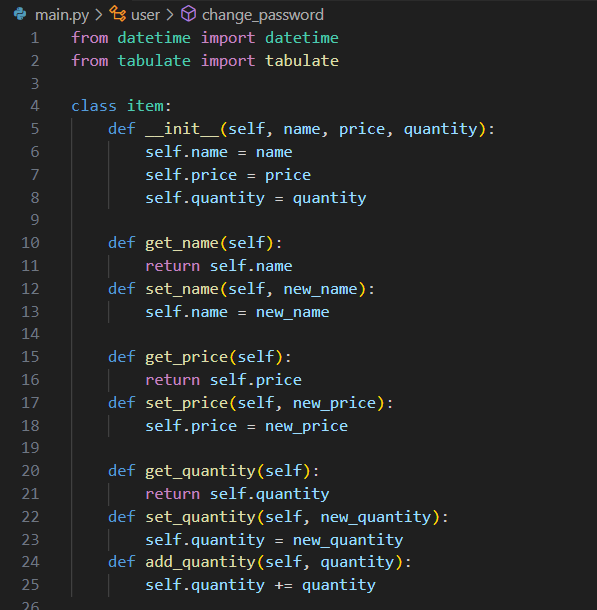 main.py > user > change_password
1 from datetime import datetime
2 from tabulate import tabulate
3
4 class item:
5     def __init__(self, name, price, quantity):
6         self.name = name
7         self.price = price
8         self.quantity = quantity
9
10     def get_name(self):
11         return self.name
12     def set_name(self, new_name):
13         self.name = new_name
14
15     def get_price(self):
16         return self.price
17     def set_price(self, new_price):
18         self.price = new_price
19
20     def get_quantity(self):
21         return self.quantity
22     def set_quantity(self, new_quantity):
23         self.quantity = new_quantity
24     def add_quantity(self, quantity):
25         self.quantity += quantity
26